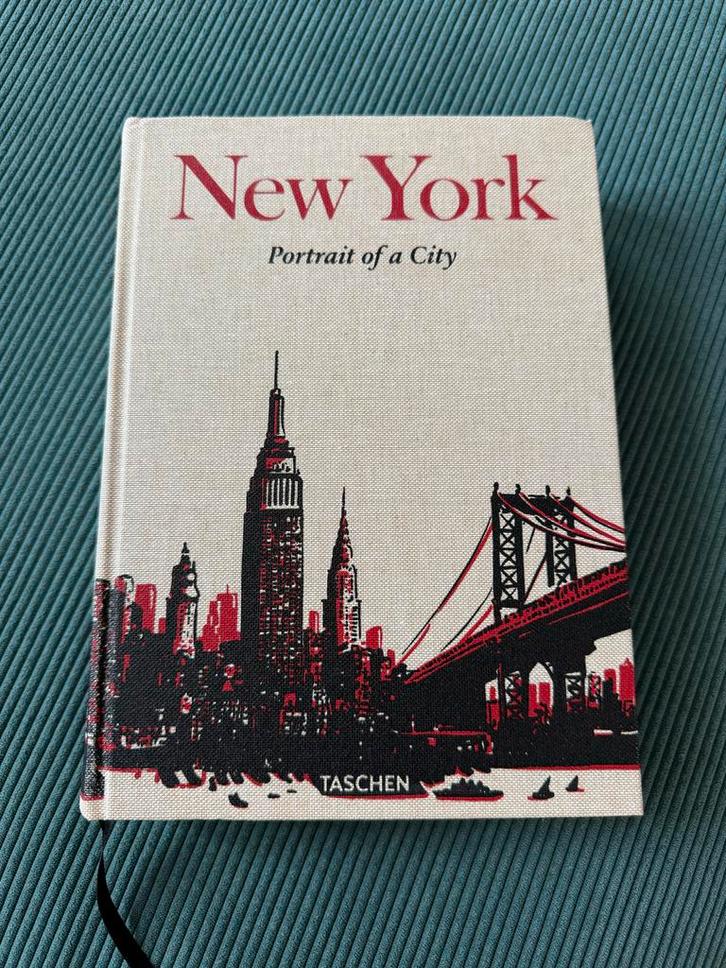 New York
Portrait of a City
TASCHEN